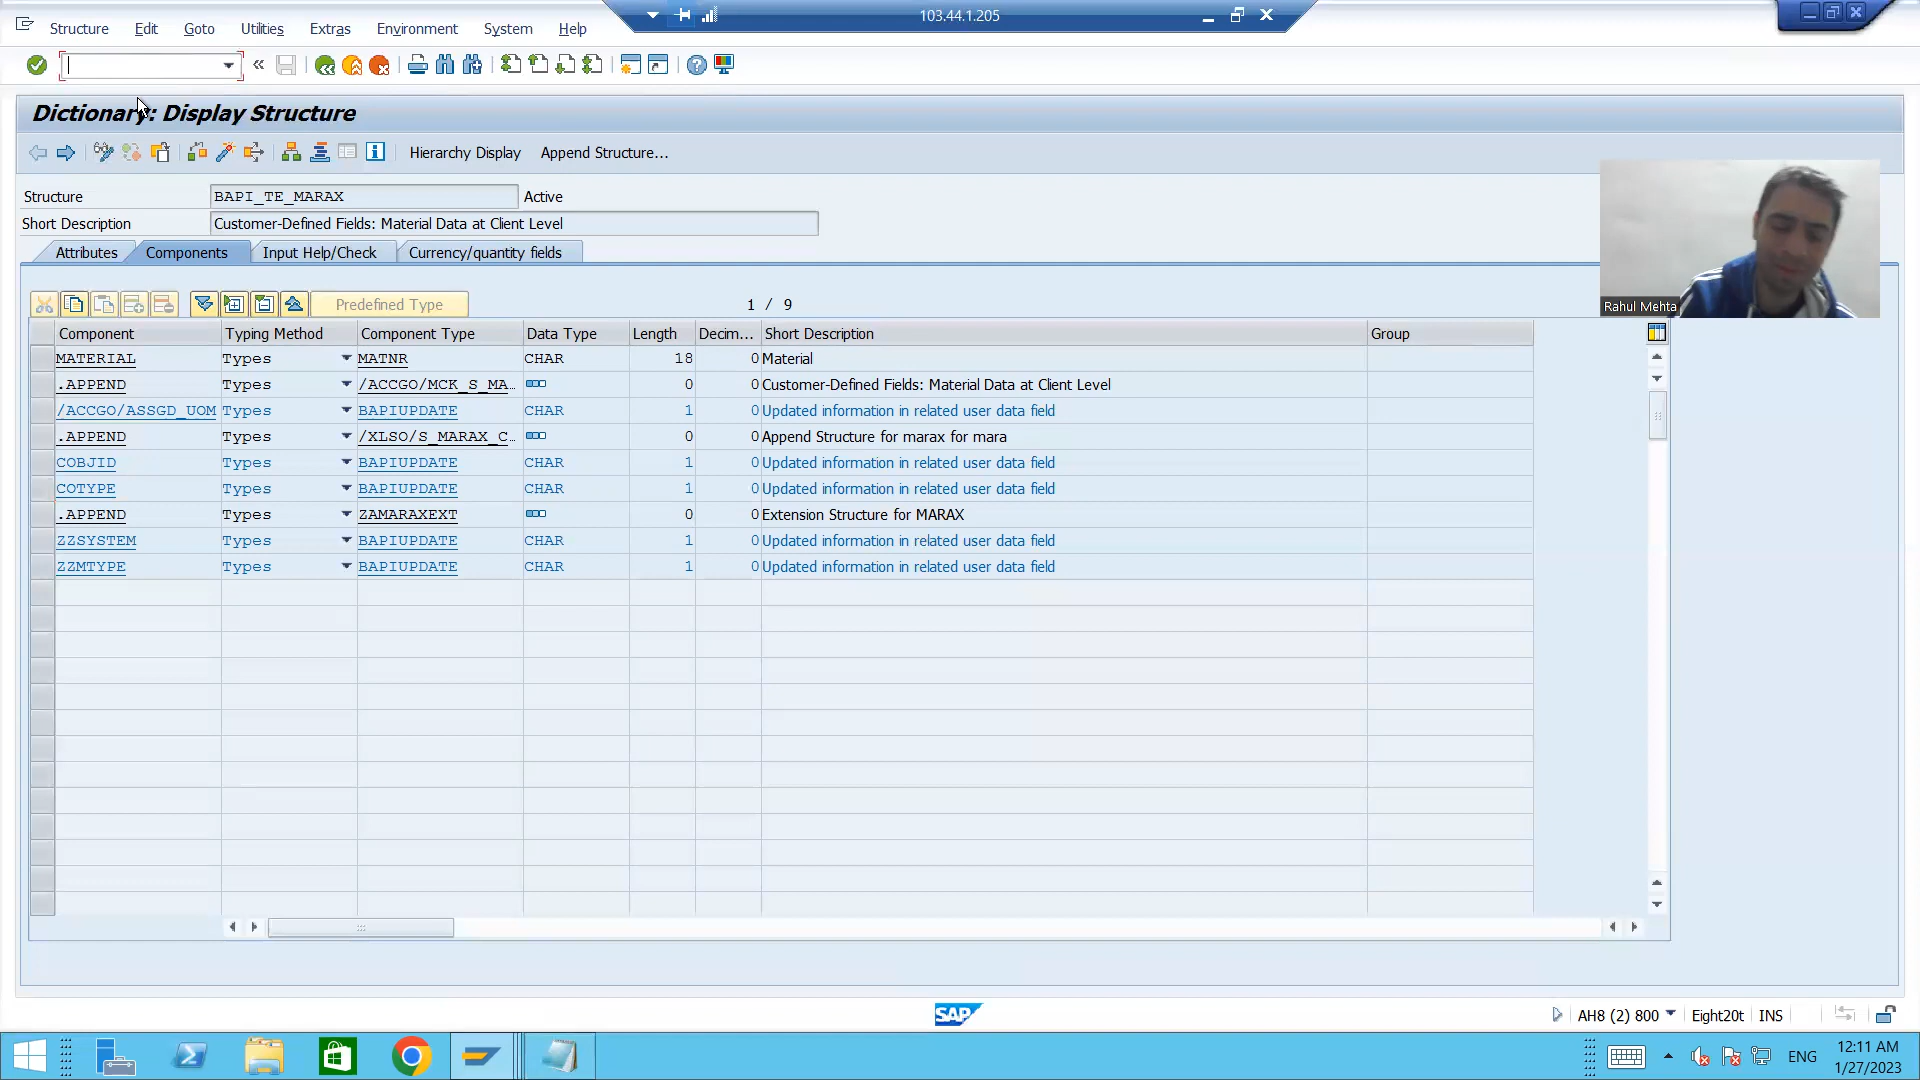 103.44.1.205
Structure Edit Goto Utilities Extras Environment System Help
Dictionary: Display Structure
Hierarchy Display Append Structure...
Structure BAPI_TE_MARAX Active
Short Description Customer-Defined Fields: Material Data at Client Level
Attributes Components Input Help/Check Currency/quantity fields
Rahul Mehta
Predefined Type 1 / 9
Component Typing Method Component Type Data Type Length Decim... Short Description Group
MATERIAL Types MATNR CHAR 18 0 Material
.APPEND Types /ACCGO/MCK_S_MA… 0 Customer-Defined Fields: Material Data at Client Level
/ACCGO/ASSGD_UOM Types BAPIUPDATE CHAR 1 0 Updated information in related user data field
.APPEND Types /XLSO/S_MARAX_C… 0 Append Structure for marax for mara
COBJID Types BAPIUPDATE CHAR 1 0 Updated information in related user data field
COTYPE Types BAPIUPDATE CHAR 1 0 Updated information in related user data field
.APPEND Types ZAMARAXEXT 0 Extension Structure for MARAX
ZZSYSTEM Types BAPIUPDATE CHAR 1 0 Updated information in related user data field
ZZMTYPE Types BAPIUPDATE CHAR 1 0 Updated information in related user data field
SAP
AH8 (2) 800 Eight20t INS
ENG
12:11 AM
1/27/2023